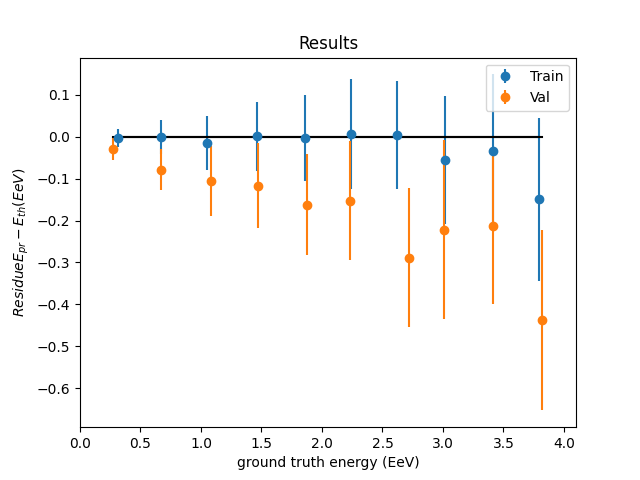 Results
Train
Val
0.1
0.0
−0.1
−0.2
−0.3
−0.4
−0.5
−0.6
ResidueE_{pr} − E_{th}(EeV)
0.0 0.5 1.0 1.5 2.0 2.5 3.0 3.5 4.0
ground truth energy (EeV)